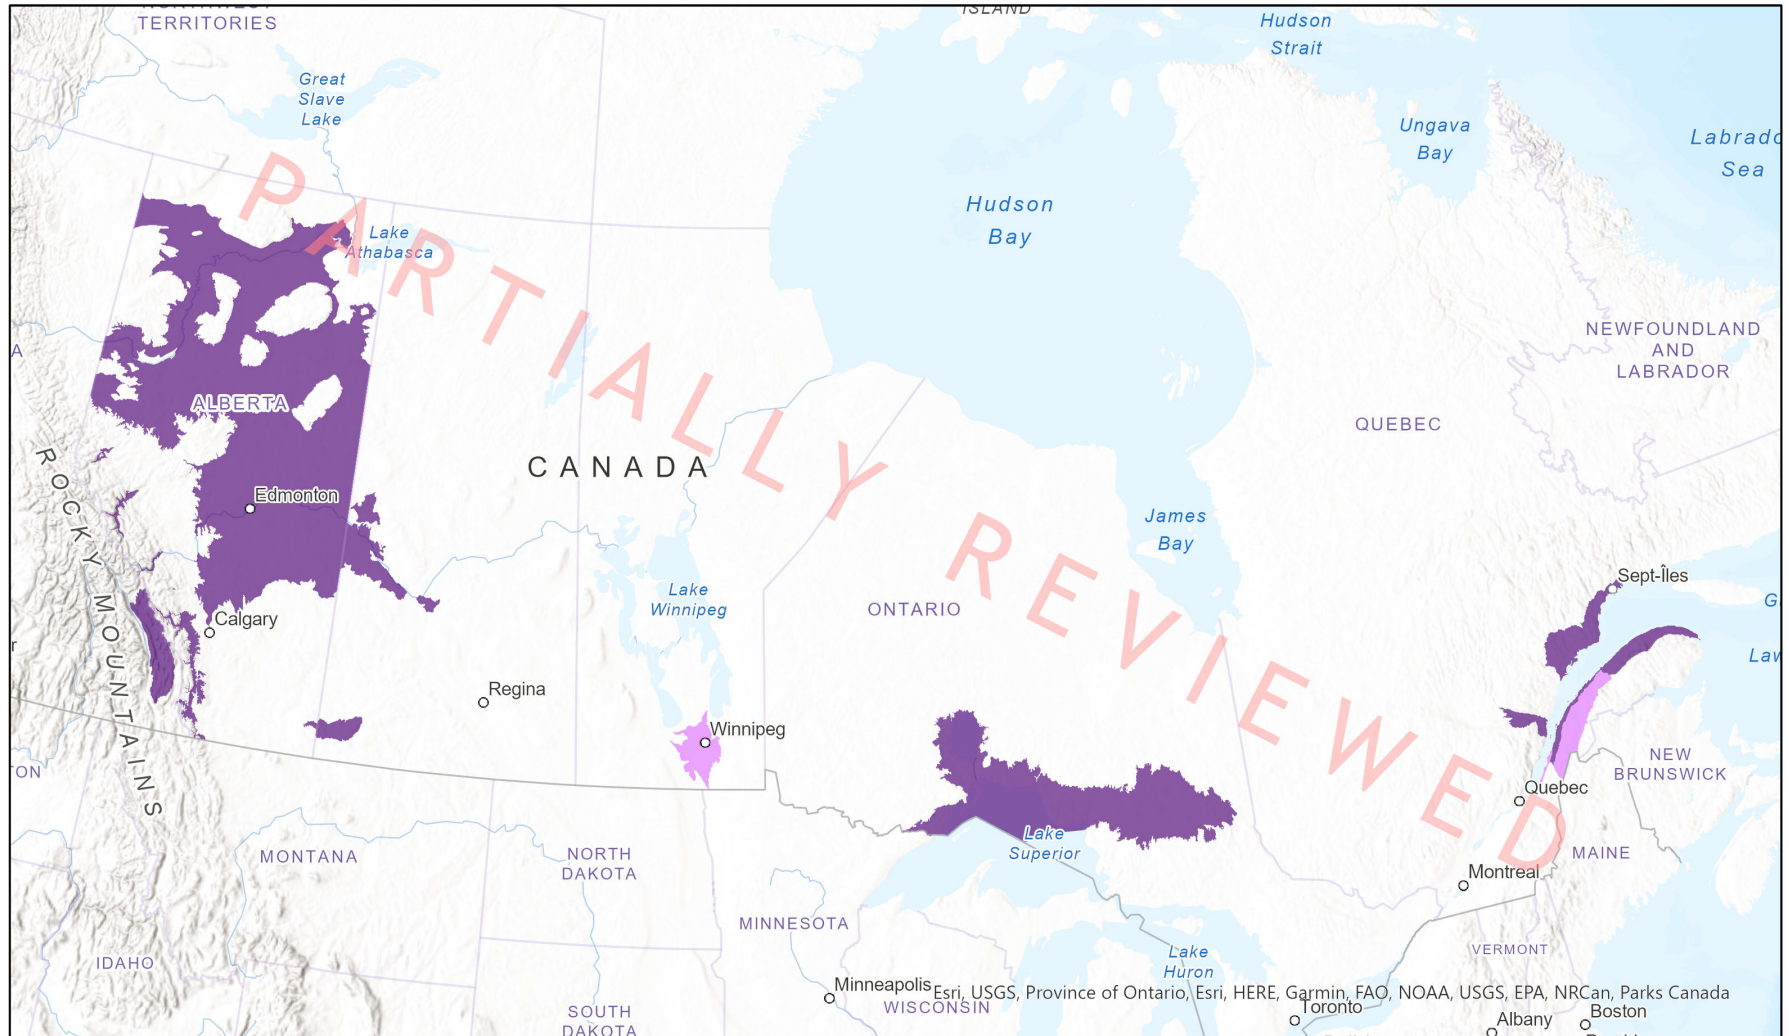 TERRITORIES
ISLAND
Hudson
Strait
Great
Slave
Lake
Ungava
Bay
Labrado
Sea
Hudson
Bay
Lake
Athabasca
NEWFOUNDLAND
AND
LABRADOR
A
ALBERTA
QUEBEC
CANADA
ROCKY MOUNTAINS
Edmonton
James
Bay
Sept-Îles
Lake
Winnipeg
ONTARIO
G
Calgary
r
Law
Regina
Winnipeg
NEW
BRUNSWICK
TON
Quebec
Lake
Superior
MONTANA
NORTH
DAKOTA
MAINE
Montreal
MINNESOTA
VERMONT
IDAHO
Lake
Huron
Minneapolis
WISCONSIN
Esri, USGS, Province of Ontario, Esri, HERE, Garmin, FAO, NOAA, USGS, EPA, NRCan, Parks Canada
Toronto
SOUTH
DAKOTA
Albany
Boston
PARTIALLY REVIEWED